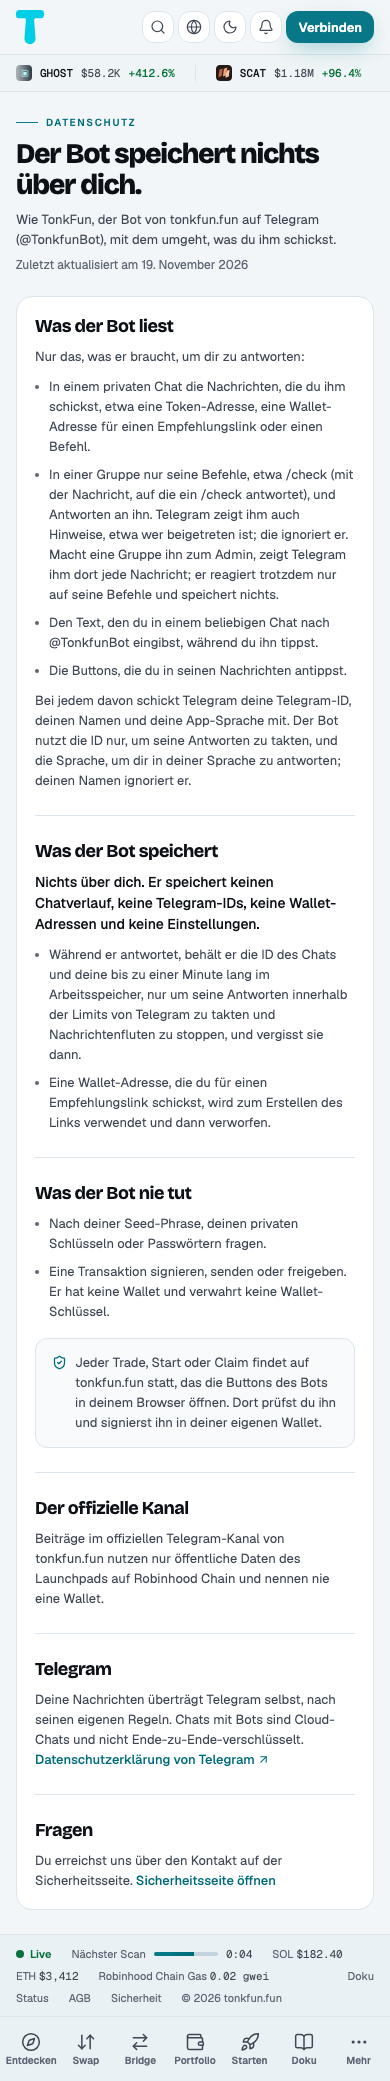 T
Verbinden
GHOST $58.2K +412.6% SCAT $1.18M +96.4%
DATENSCHUTZ
Der Bot speichert nichts
über dich.
Wie TonkFun, der Bot von tonkfun.fun auf Telegram
(@TonkfunBot), mit dem umgeht, was du ihm schickst.
Zuletzt aktualisiert am 19. November 2026
Was der Bot liest
Nur das, was er braucht, um dir zu antworten:
• In einem privaten Chat die Nachrichten, die du ihm
schickst, etwa eine Token-Adresse, eine Wallet-
Adresse für einen Empfehlungslink oder einen
Befehl.
• In einer Gruppe nur seine Befehle, etwa /check (mit
der Nachricht, auf die ein /check antwortet), und
Antworten an ihn. Telegram zeigt ihm auch
Hinweise, etwa wer beigetreten ist; die ignoriert er.
Macht eine Gruppe ihn zum Admin, zeigt Telegram
ihm dort jede Nachricht; er reagiert trotzdem nur
auf seine Befehle und speichert nichts.
• Den Text, den du in einem beliebigen Chat nach
@TonkfunBot eingibst, während du ihn tippst.
• Die Buttons, die du in seinen Nachrichten antippst.
Bei jedem davon schickt Telegram deine Telegram-ID,
deinen Namen und deine App-Sprache mit. Der Bot
nutzt die ID nur, um seine Antworten zu takten, und
die Sprache, um dir in deiner Sprache zu antworten;
deinen Namen ignoriert er.
Was der Bot speichert
Nichts über dich. Er speichert keinen
Chatverlauf, keine Telegram-IDs, keine Wallet-
Adressen und keine Einstellungen.
• Während er antwortet, behält er die ID des Chats
und deine bis zu einer Minute lang im
Arbeitsspeicher, nur um seine Antworten innerhalb
der Limits von Telegram zu takten und
Nachrichtenfluten zu stoppen, und vergisst sie
dann.
• Eine Wallet-Adresse, die du für einen
Empfehlungslink schickst, wird zum Erstellen des
Links verwendet und dann verworfen.
Was der Bot nie tut
• Nach deiner Seed-Phrase, deinen privaten
Schlüsseln oder Passwörtern fragen.
• Eine Transaktion signieren, senden oder freigeben.
Er hat keine Wallet und verwahrt keine Wallet-
Schlüssel.
Jeder Trade, Start oder Claim findet auf
tonkfun.fun statt, das die Buttons des Bots
in deinem Browser öffnen. Dort prüfst du ihn
und signierst ihn in deiner eigenen Wallet.
Der offizielle Kanal
Beiträge im offiziellen Telegram-Kanal von
tonkfun.fun nutzen nur öffentliche Daten des
Launchpads auf Robinhood Chain und nennen nie
eine Wallet.
Telegram
Deine Nachrichten überträgt Telegram selbst, nach
seinen eigenen Regeln. Chats mit Bots sind Cloud-
Chats und nicht Ende-zu-Ende-verschlüsselt.
Datenschutzerklärung von Telegram ↗
Fragen
Du erreichst uns über den Kontakt auf der
Sicherheitsseite. Sicherheitsseite öffnen
Live Nächster Scan 0:04 SOL $182.40
ETH $3,412 Robinhood Chain Gas 0.02 gwei Doku
Status AGB Sicherheit © 2026 tonkfun.fun
Entdecken Swap Bridge Portfolio Starten Doku Mehr